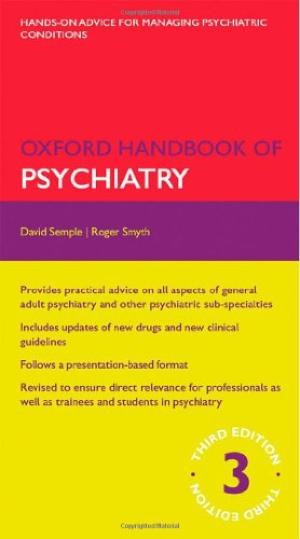 HANDS-ON ADVICE FOR MANAGING PSYCHIATRIC
CONDITIONS
OXFORD HANDBOOK OF
PSYCHIATRY
David Semple | Roger Smyth
Provides practical advice on all aspects of general
adult psychiatry and other psychiatric sub-specialties
Includes updates of new drugs and new clinical
guidelines
Follows a presentation-based format
Revised to ensure direct relevance for professionals as
well as trainees and students in psychiatry
THIRD EDITION
3
THIRD EDITION
Copyrighted Material